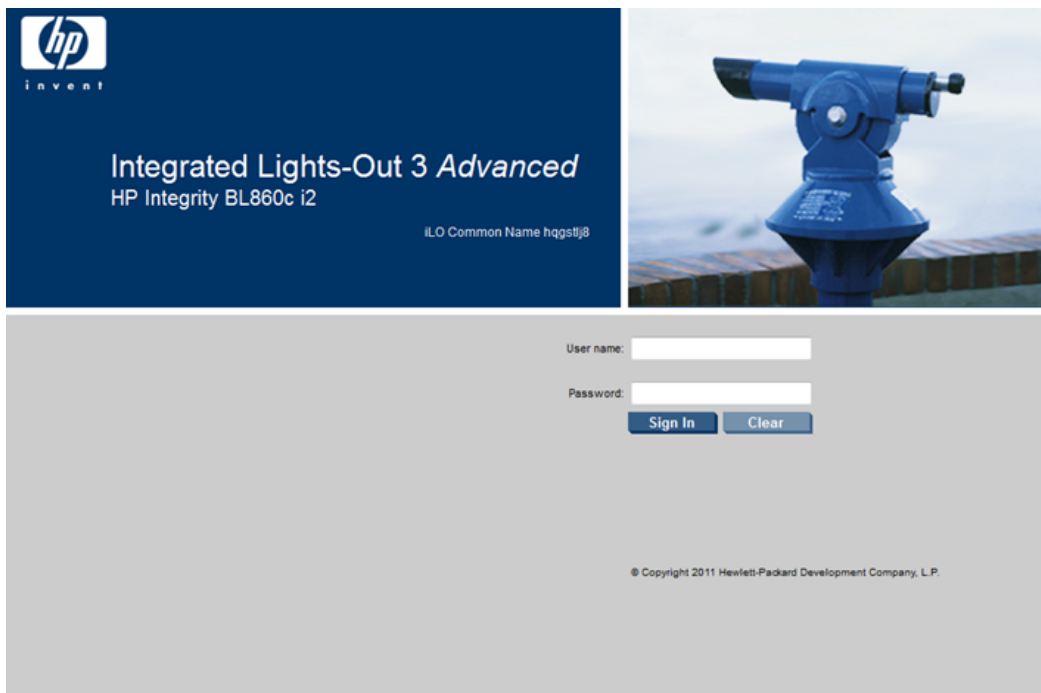 hp
invent
Integrated Lights-Out 3 Advanced
HP Integrity BL860c i2
iLO Common Name hqgstlj8
User name:
Password:
Sign In
Clear
© Copyright 2011 Hewlett-Packard Development Company, L.P.